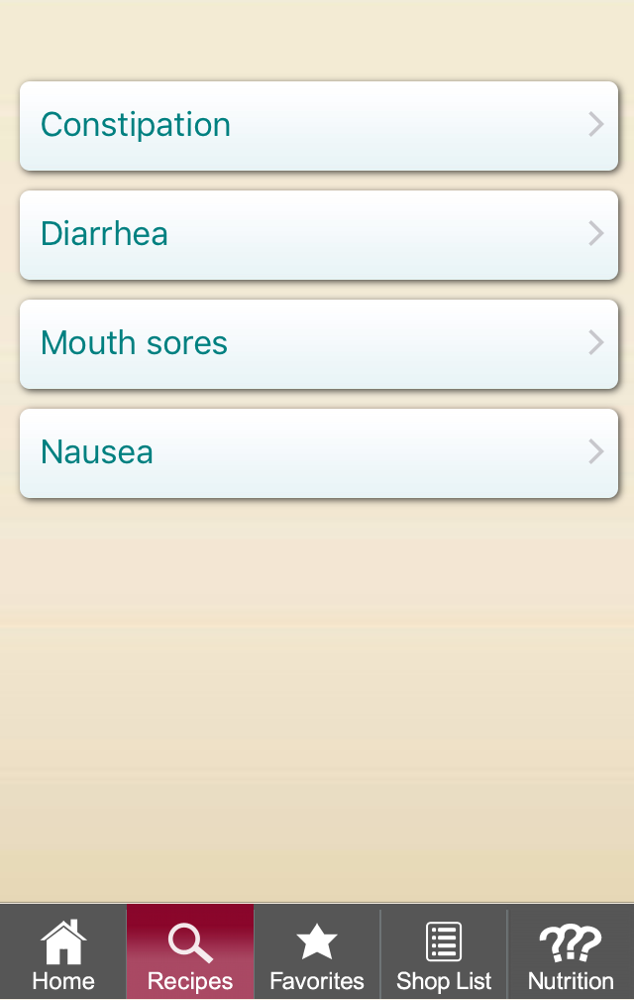 Constipation
Diarrhea
Mouth sores
Nausea
Home Recipes Favorites Shop List Nutrition